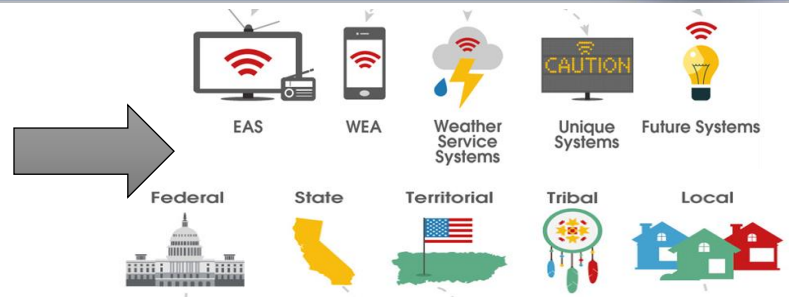 CAUTION
EAS WEA Weather Unique Future Systems
Service Systems
Systems
Federal State Territorial Tribal Local